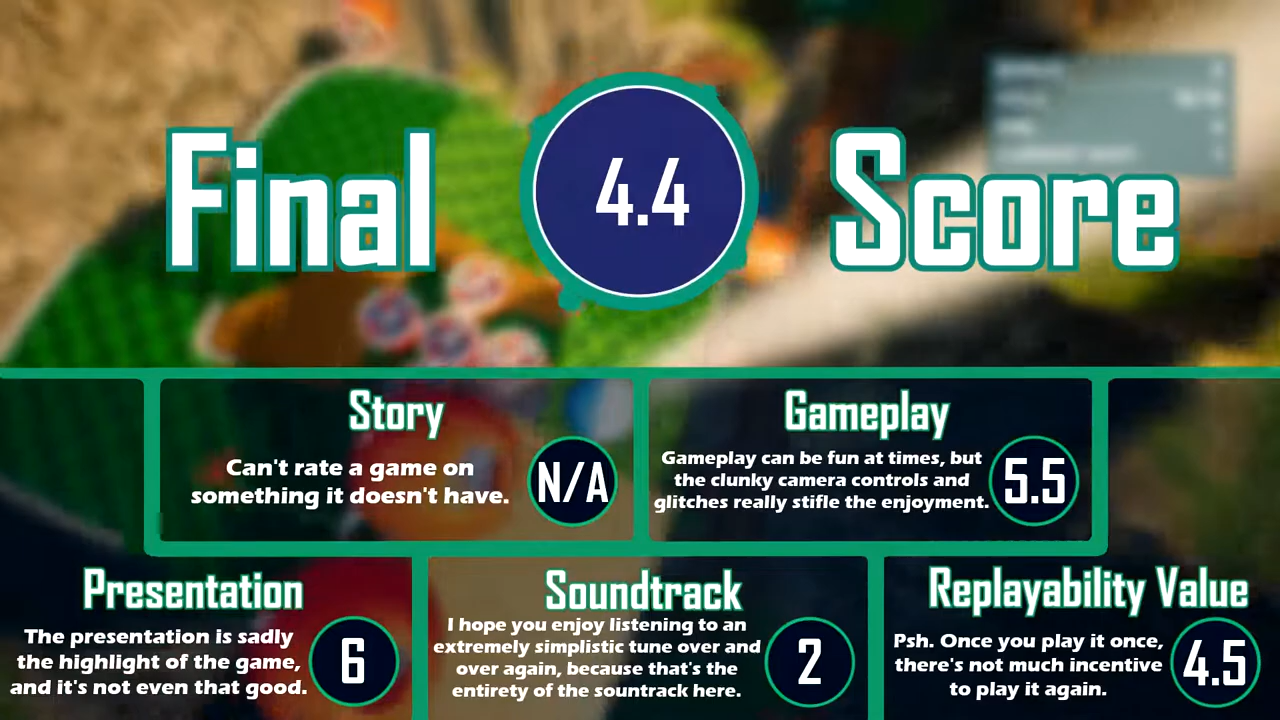 Final 4.4 Score
Story
Can't rate a game on
something it doesn't have.
N/A
Gameplay
Gameplay can be fun at times, but
the clunky camera controls and
glitches really stifle the enjoyment.
5.5
Presentation
The presentation is sadly
the highlight of the game,
and it's not even that good.
6
Soundtrack
I hope you enjoy listening to an
extremely simplistic tune over and
over again, because that's the
entirety of the sountrack here.
2
Replayability Value
Psh. Once you play it once,
there's not much incentive
to play it again.
4.5